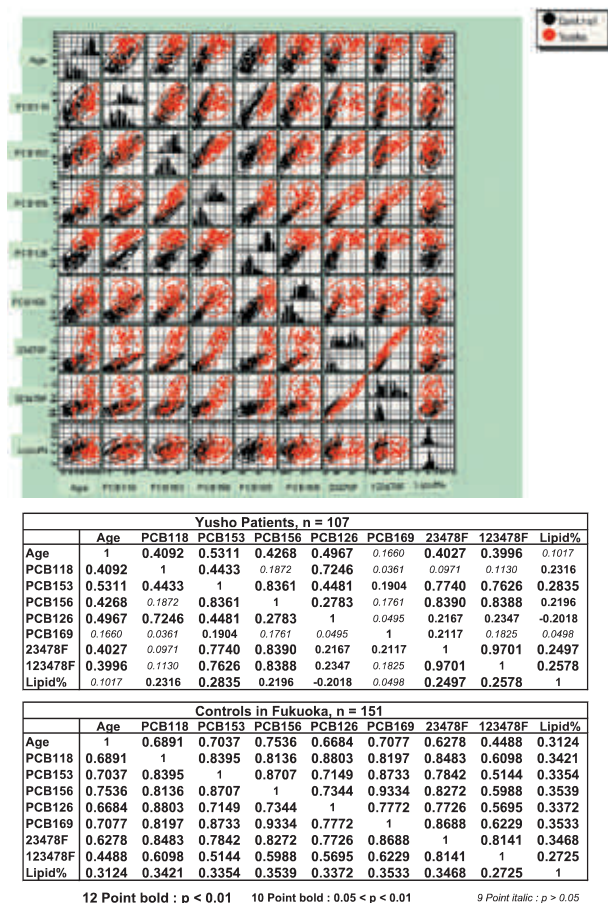 Control
Yusho
Age
PCB118
PCB153
PCB156
PCB126
PCB169
23478F
123478F
Lipid%
Age PCB118 PCB153 PCB156 PCB126 PCB169 23478F 123478F Lipid%
Yusho Patients, n = 107
Age PCB118 PCB153 PCB156 PCB126 PCB169 23478F 123478F Lipid%
Age 1 0.4092 0.5311 0.4268 0.4967 0.1660 0.4027 0.3996 0.1017
PCB118 0.4092 1 0.4433 0.1872 0.7246 0.0361 0.0971 0.1130 0.2316
PCB153 0.5311 0.4433 1 0.8361 0.4481 0.1904 0.7740 0.7626 0.2835
PCB156 0.4268 0.1872 0.8361 1 0.2783 0.1761 0.8390 0.8388 0.2196
PCB126 0.4967 0.7246 0.4481 0.2783 1 0.0495 0.2167 0.2347 -0.2018
PCB169 0.1660 0.0361 0.1904 0.1761 0.0495 1 0.2117 0.1825 0.0498
23478F 0.4027 0.0971 0.7740 0.8390 0.2167 0.2117 1 0.9701 0.2497
123478F 0.3996 0.1130 0.7626 0.8388 0.2347 0.1825 0.9701 1 0.2578
Lipid% 0.1017 0.2316 0.2835 0.2196 -0.2018 0.0498 0.2497 0.2578 1
Controls in Fukuoka, n = 151
Age PCB118 PCB153 PCB156 PCB126 PCB169 23478F 123478F Lipid%
Age 1 0.6891 0.7037 0.7536 0.6684 0.7077 0.6278 0.4488 0.3124
PCB118 0.6891 1 0.8395 0.8136 0.8803 0.8197 0.8483 0.6098 0.3421
PCB153 0.7037 0.8395 1 0.8707 0.7149 0.8733 0.7842 0.5144 0.3354
PCB156 0.7536 0.8136 0.8707 1 0.7344 0.9334 0.8272 0.5988 0.3539
PCB126 0.6684 0.8803 0.7149 0.7344 1 0.7772 0.7726 0.5695 0.3372
PCB169 0.7077 0.8197 0.8733 0.9334 0.7772 1 0.8688 0.6229 0.3533
23478F 0.6278 0.8483 0.7842 0.8272 0.7726 0.8688 1 0.8141 0.3468
123478F 0.4488 0.6098 0.5144 0.5988 0.5695 0.6229 0.8141 1 0.2725
Lipid% 0.3124 0.3421 0.3354 0.3539 0.3372 0.3533 0.3468 0.2725 1
12 Point bold : p < 0.01 10 Point bold : 0.05 < p < 0.01 9 Point italic : p > 0.05